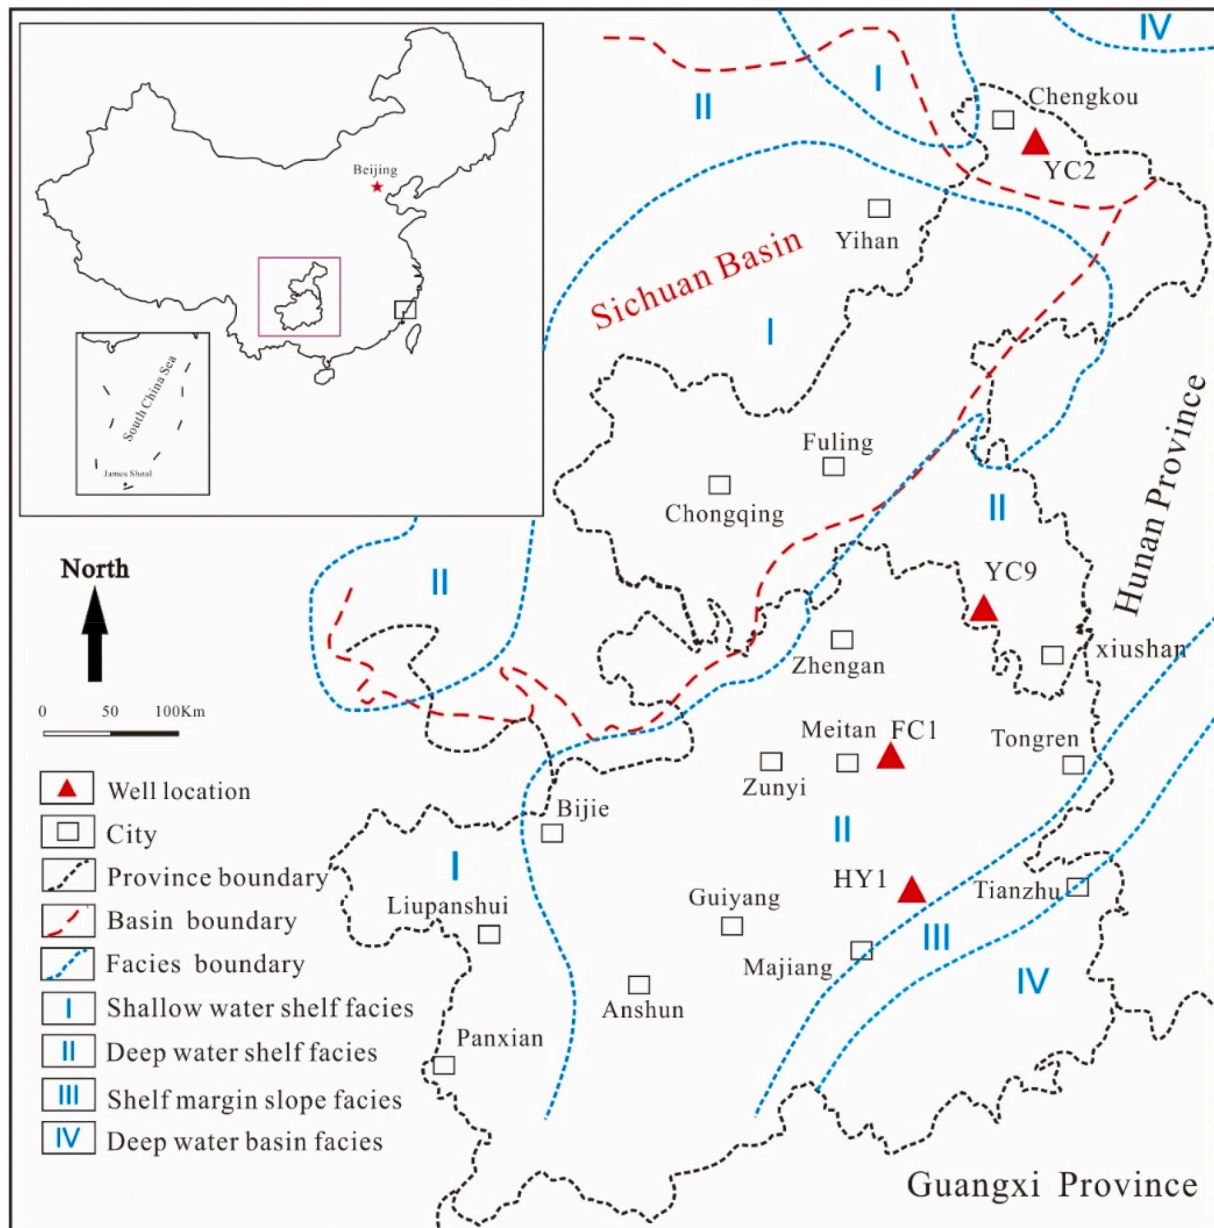 IV
I
II
Chengkou
YC2
Beijing
Yihan
Sichuan Basin
I
South China Sea
James Shoal
Fuling
Chongqing
II
Hunan Province
North
II
YC9
Zhengan
xiushan
0 50 100Km
Meitan FC1
Tongren
Zunyi
Well location
Bijie
City
II
Province boundary
I
HY1
Tianzhu
Liupanshui
Guiyang
Basin boundary
III
Majiang
Facies boundary
IV
Anshun
I Shallow water shelf facies
Panxian
II Deep water shelf facies
III Shelf margin slope facies
IV Deep water basin facies
Guangxi Province